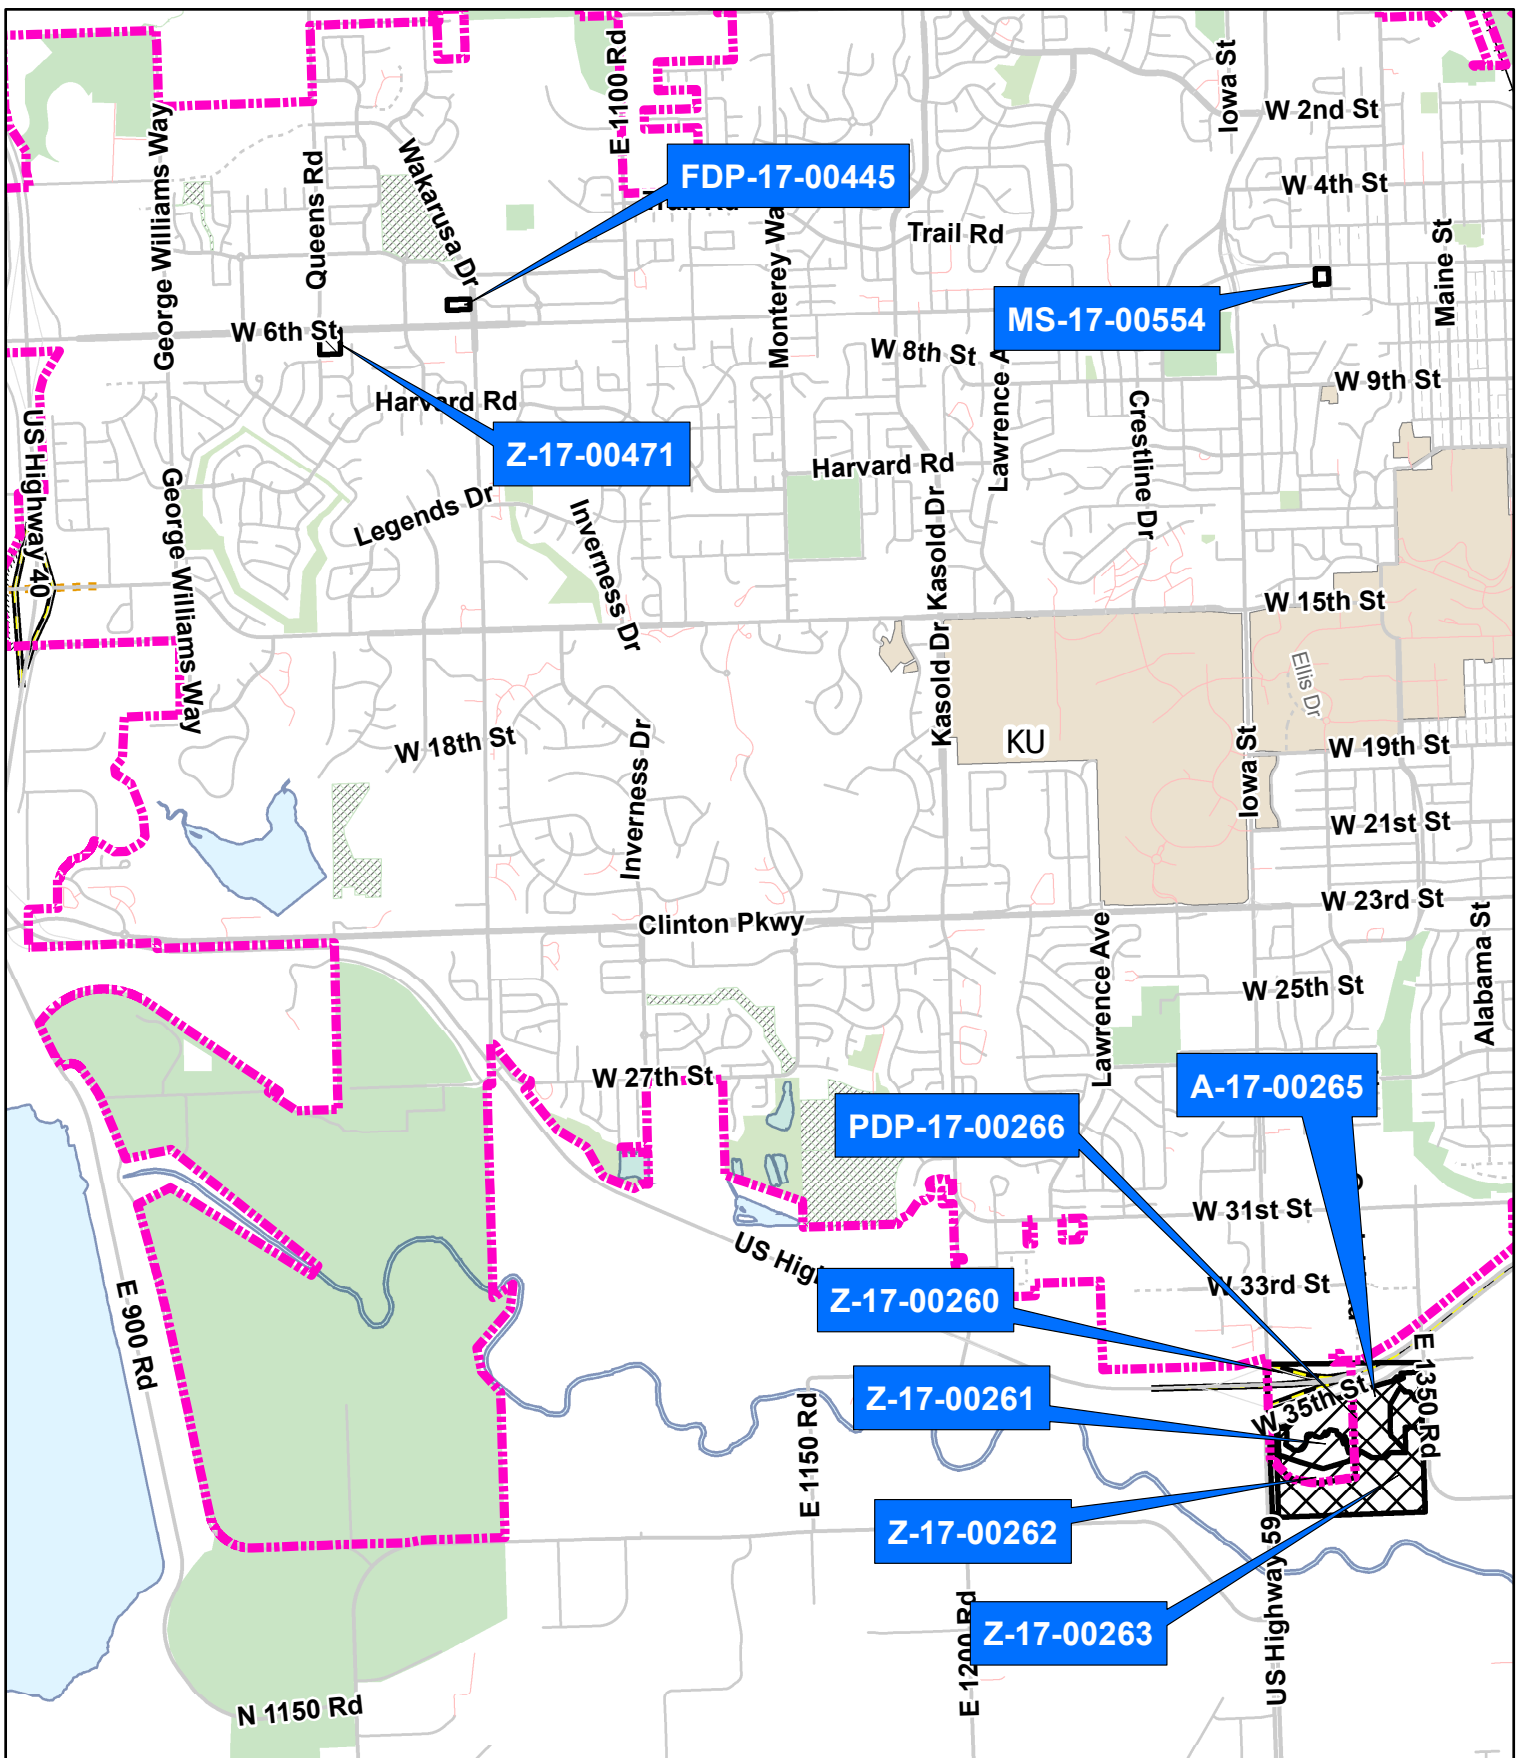 E 1100 Rd
Iowa St
W 2nd St
George Williams Way
Queens Rd
Wakarusa Dr
FDP-17-00445
W 4th St
Monterey Wa
Trail Rd
Maine St
MS-17-00554
W 6th St
W 8th St
Lawrence A
W 9th St
Harvard Rd
Crestline Dr
US Highway 40
Z-17-00471
Harvard Rd
George Williams Way
Legends Dr
Inverness Dr
Kasold Dr
Kasold Dr
W 15th St
Ellis Dr
KU
W 18th St
Inverness Dr
Iowa St
W 19th St
W 21st St
W 23rd St
Clinton Pkwy
Lawrence Ave
Alabama St
W 25th St
W 27th St
A-17-00265
PDP-17-00266
W 31st St
US Hig
W 33rd St
E 900 Rd
Z-17-00260
E 1350 Rd
W 35th St
Z-17-00261
E 1150 Rd
Z-17-00262
US Highway 59
E 1200 Rd
Z-17-00263
N 1150 Rd